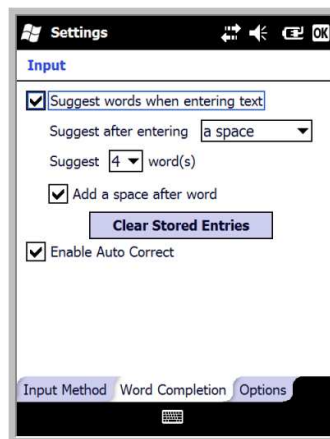 Settings
OK
Input
Suggest words when entering text
Suggest after entering a space
Suggest 4 word(s)
Add a space after word
Clear Stored Entries
Enable Auto Correct
Input Method Word Completion Options